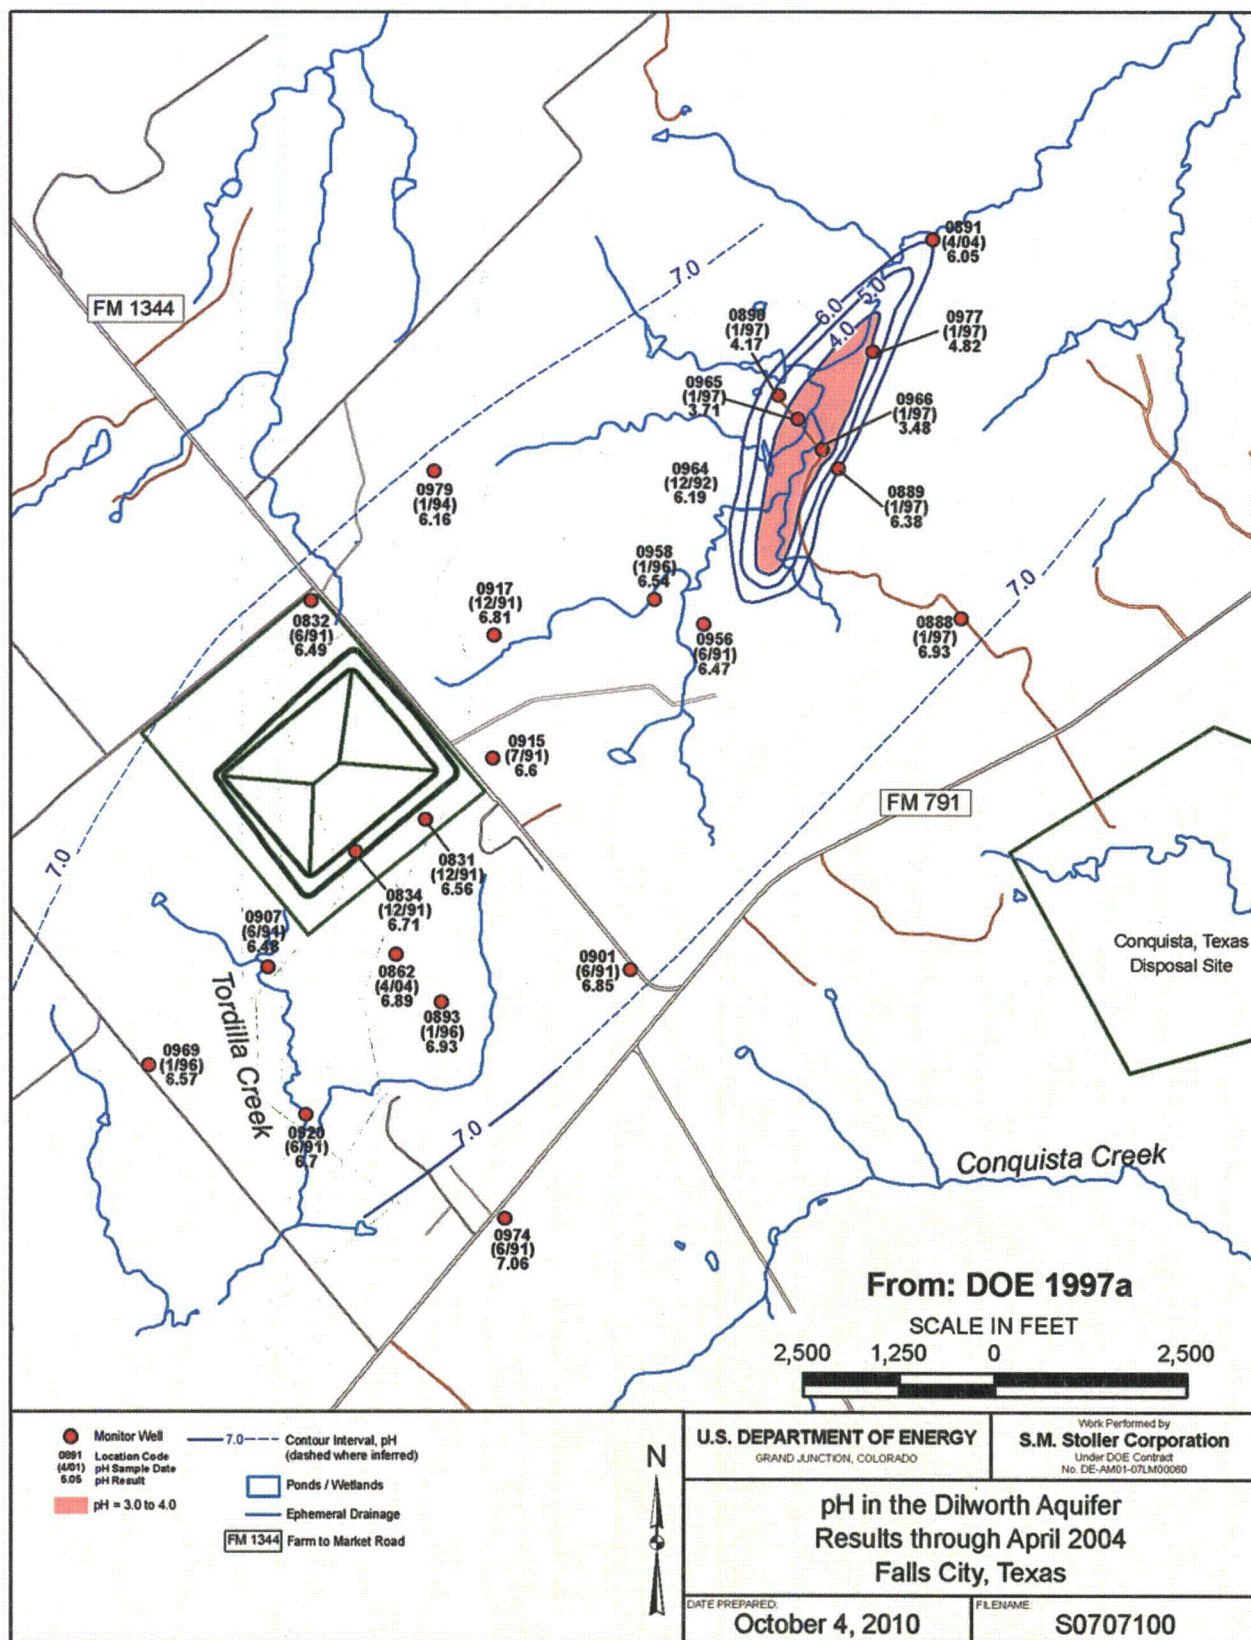 0891
(4/04)
6.05
7.0
FM 1344
6.0
5.0
4.0
0890
(1/97)
4.17
0977
(1/97)
4.82
0965
(1/97)
3.71
0966
(1/97)
3.48
0964
(12/92)
6.19
0979
(1/94)
6.16
0889
(1/97)
6.38
0958
(1/96)
6.54
7.0
0917
(12/91)
6.81
0832
(6/91)
6.49
0956
(6/91)
6.47
0888
(1/97)
6.93
0915
(7/91)
6.6
FM 791
7.0
0831
(12/91)
6.56
0834
(12/91)
6.71
0907
(6/91)
6.48
0862
(4/04)
6.89
0901
(6/91)
6.85
Conquista, Texas
Disposal Site
0893
(1/96)
6.93
Tordilla Creek
0969
(1/96)
6.57
0920
(6/91)
6.7
7.0
Conquista Creek
0974
(6/91)
7.06
From: DOE 1997a
SCALE IN FEET
2,500 1,250 0 2,500
Monitor Well
0891 Location Code
(4/01) pH Sample Date
5.05 pH Result
pH = 3.0 to 4.0
7.0 Contour Interval, pH
(dashed where inferred)
Ponds / Wetlands
Ephemeral Drainage
FM 1344 Farm to Market Road
N
U.S. DEPARTMENT OF ENERGY
GRAND JUNCTION, COLORADO
Work Performed by
S.M. Stoller Corporation
Under DOE Contract
No. DE-AM01-07LM00060
pH in the Dilworth Aquifer
Results through April 2004
Falls City, Texas
DATE PREPARED:
October 4, 2010
FILENAME:
S0707100